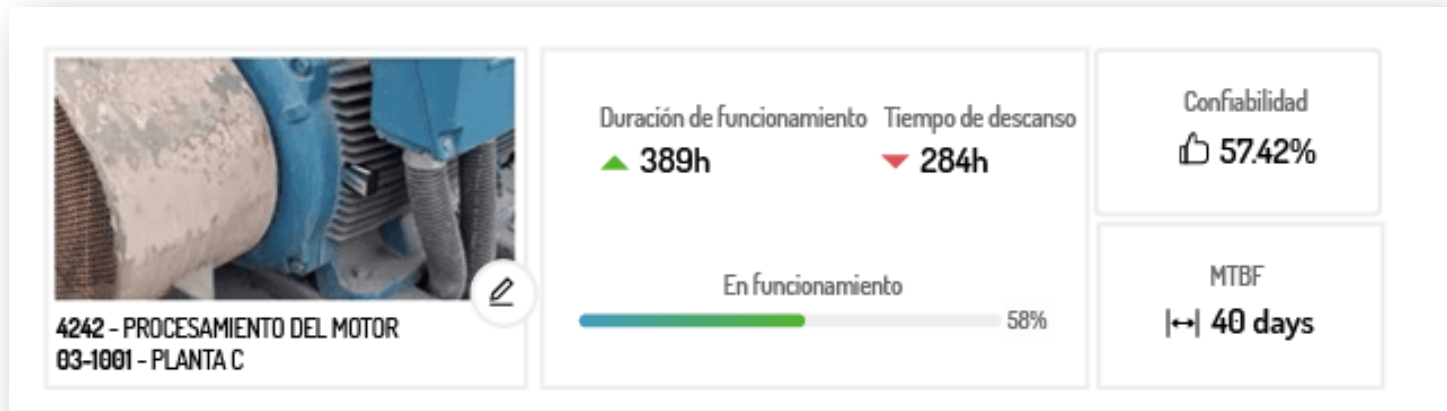 4242 - PROCESAMIENTO DEL MOTOR
03-1001 - PLANTA C
Duración de funcionamiento
389h
Tiempo de descanso
284h
En funcionamiento
58%
Confiabilidad
57.42%
MTBF
40 days